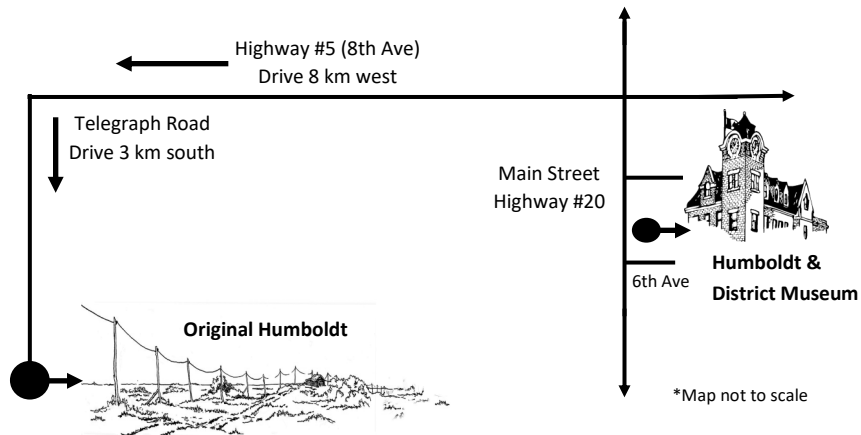 Highway #5 (8th Ave)
Drive 8 km west
Telegraph Road
Drive 3 km south
Main Street
Highway #20
6th Ave
Humboldt &
District Museum
Original Humboldt
*Map not to scale